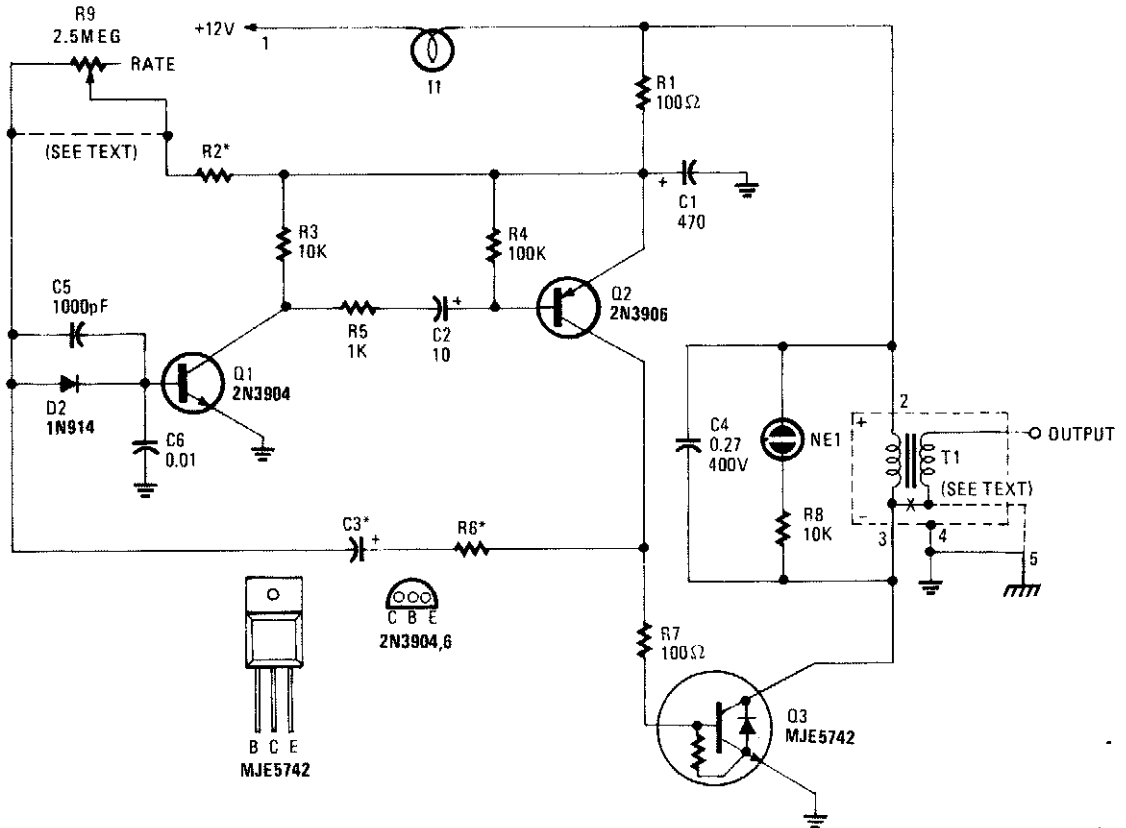 R9
2.5MEG
RATE
+12V
1
I1
R1
100Ω
(SEE TEXT)
R2*
C1
470
+
R3
10K
R4
100K
C5
1000pF
R5
1K
+
C2
10
Q2
2N3906
Q1
2N3904
D2
1N914
C6
0.01
C4
0.27
400V
NE1
2
+
OUTPUT
T1
(SEE TEXT)
X
R8
10K
-
3
4
5
C3*
+
R6*
C B E
2N3904,6
R7
100Ω
Q3
MJE5742
B C E
MJE5742